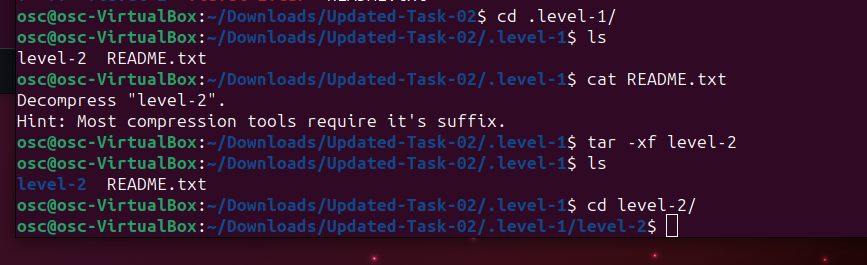 osc@osc-VirtualBox:~/Downloads/Updated-Task-02$ cd .level-1/
osc@osc-VirtualBox:~/Downloads/Updated-Task-02/.level-1$ ls
level-2  README.txt
osc@osc-VirtualBox:~/Downloads/Updated-Task-02/.level-1$ cat README.txt
Decompress "level-2".
Hint: Most compression tools require it's suffix.
osc@osc-VirtualBox:~/Downloads/Updated-Task-02/.level-1$ tar -xf level-2
osc@osc-VirtualBox:~/Downloads/Updated-Task-02/.level-1$ ls
level-2  README.txt
osc@osc-VirtualBox:~/Downloads/Updated-Task-02/.level-1$ cd level-2/
osc@osc-VirtualBox:~/Downloads/Updated-Task-02/.level-1/level-2$